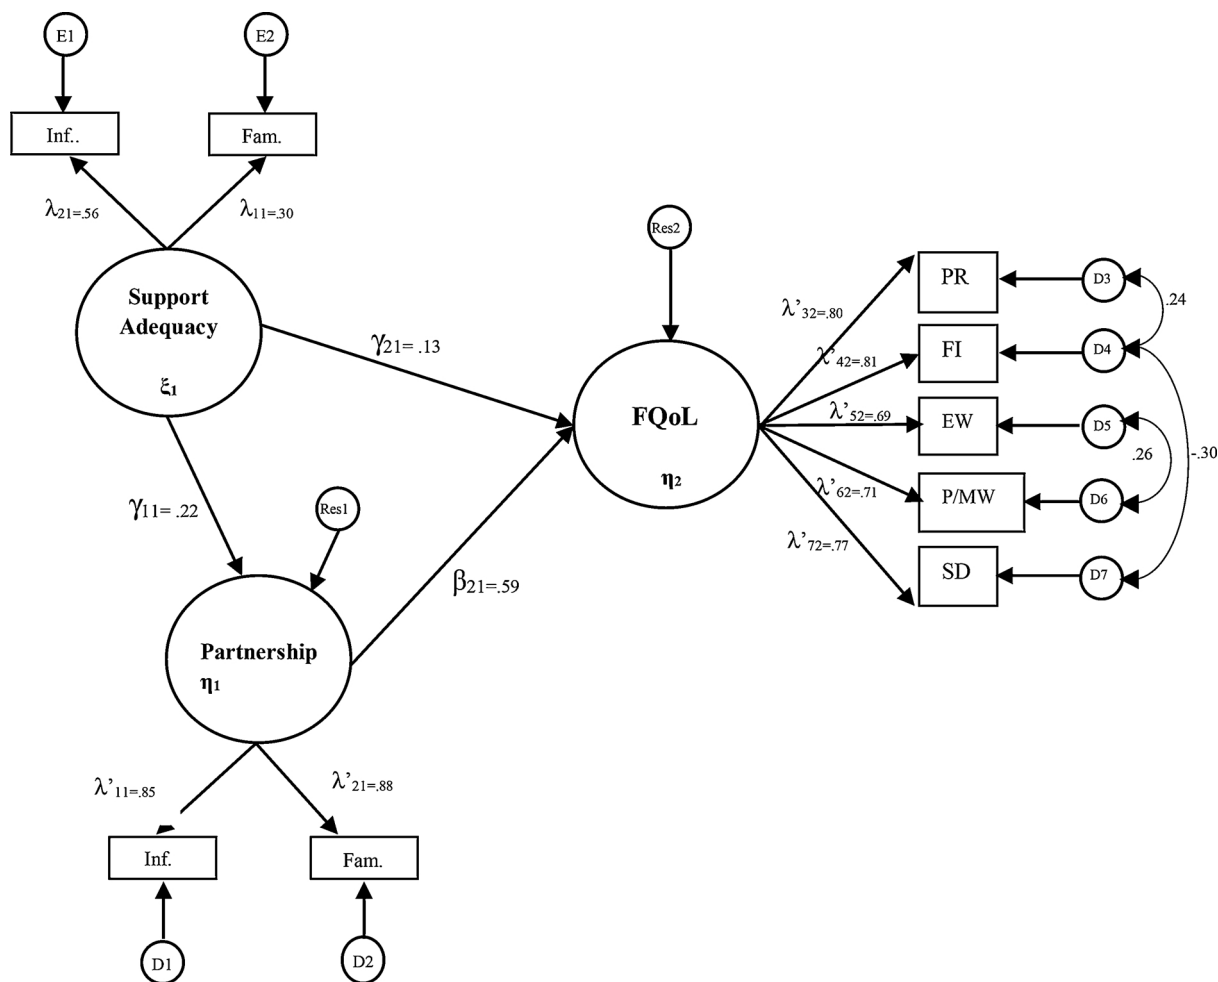 E1
E2
Inf..
Fam.
λ21=.56
λ11=.30
Res2
Support
Adequacy
ξ1
PR
D3
.24
λ'32=.80
γ21= .13
λ'42=.81
FI
D4
FQoL
η2
λ'52=.69
EW
D5
.26
-.30
λ'62=.71
P/MW
D6
γ11= .22
Res1
λ'72=.77
SD
D7
β21=.59
Partnership
η1
λ'11=.85
λ'21=.88
Inf.
Fam.
D1
D2